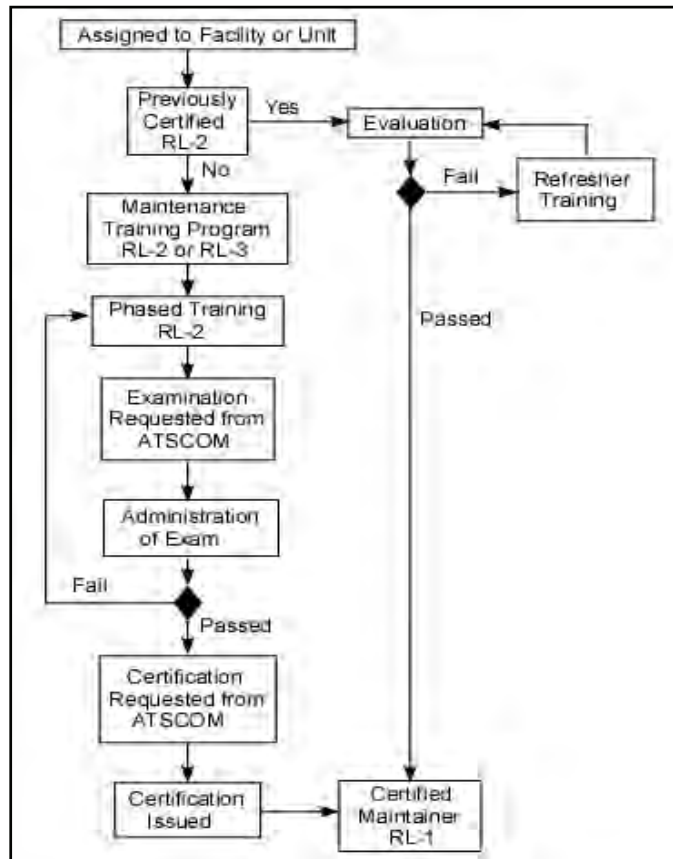 Assigned to Facility or Unit
Previously
Certified
RL-2
Yes
Evaluation
No
Fail
Refresher
Training
Maintenance
Training Program
RL-2 or RL-3
Phased Training
RL-2
Passed
Examination
Requested from
ATSCOM
Administration
of Exam
Fail
Passed
Certification
Requested from
ATSCOM
Certification
Issued
Certified
Maintainer
RL-1